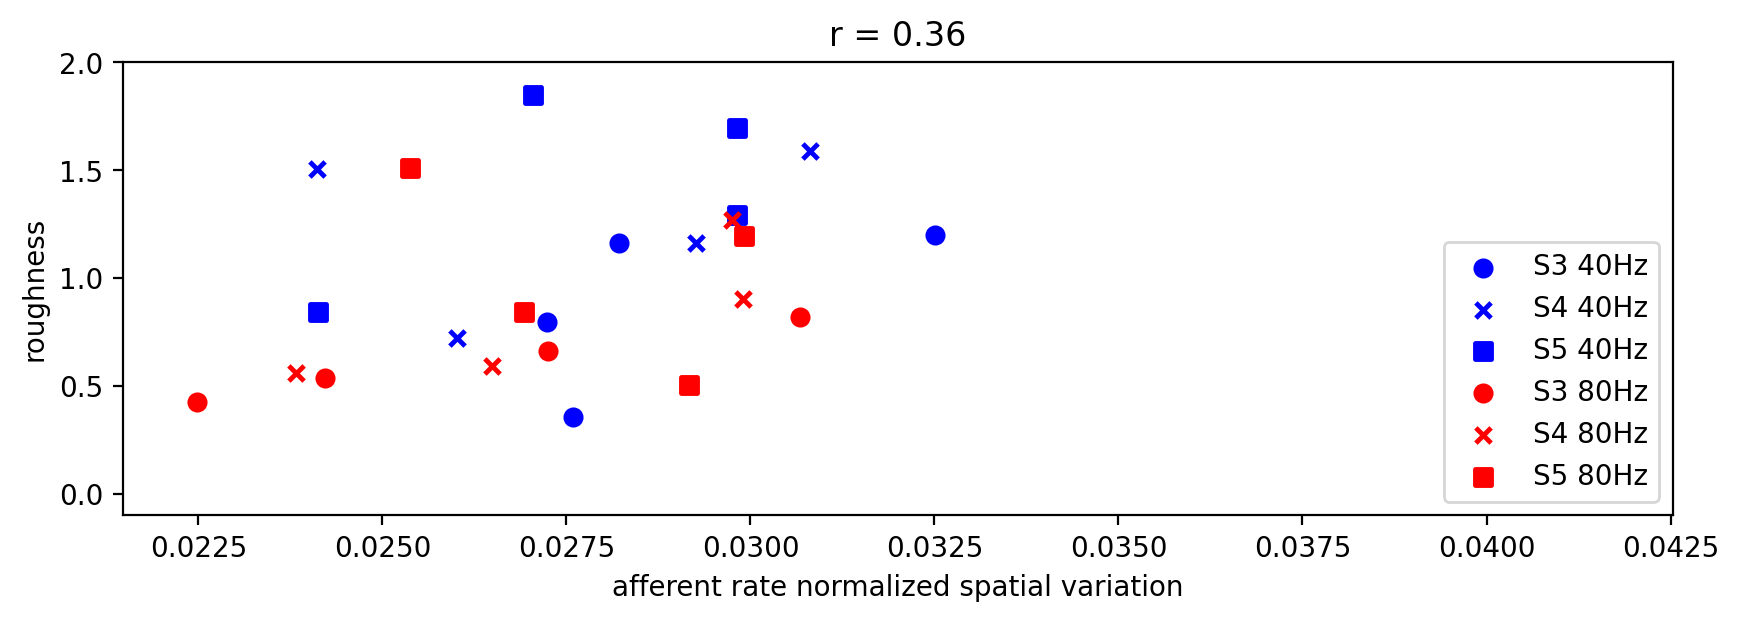 r = 0.36
2.0
1.5
1.0
0.5
0.0
roughness
S3 40Hz
S4 40Hz
S5 40Hz
S3 80Hz
S4 80Hz
S5 80Hz
0.0225 0.0250 0.0275 0.0300 0.0325 0.0350 0.0375 0.0400 0.0425
afferent rate normalized spatial variation